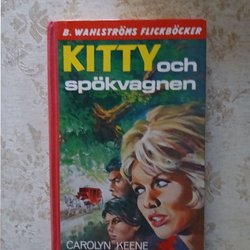 B. WAHLSTRÖMS FLICKBÖCKER
KITTY och
spökvagnen
CAROLYN KEENE